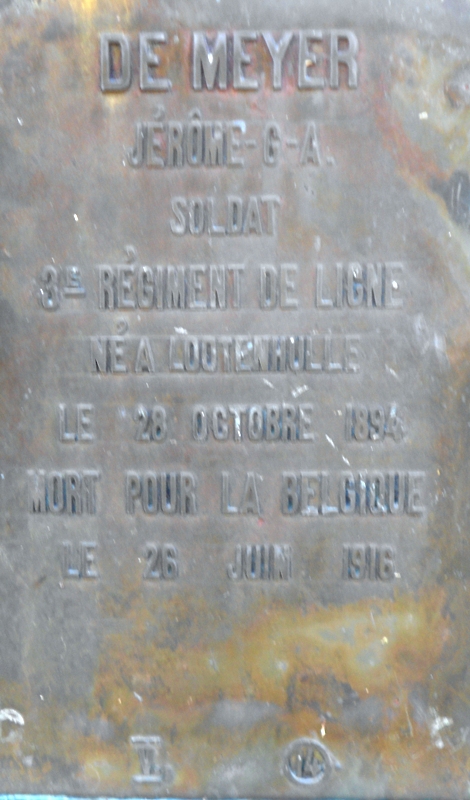 DE MEYER
JÉRÔME-G-A.
SOLDAT
3E RÉGIMENT DE LIGNE
NÉ A LOOTENHULLE
LE 28 OCTOBRE 1894
MORT POUR LA BELGIQUE
LE 26 JUIN 1916.